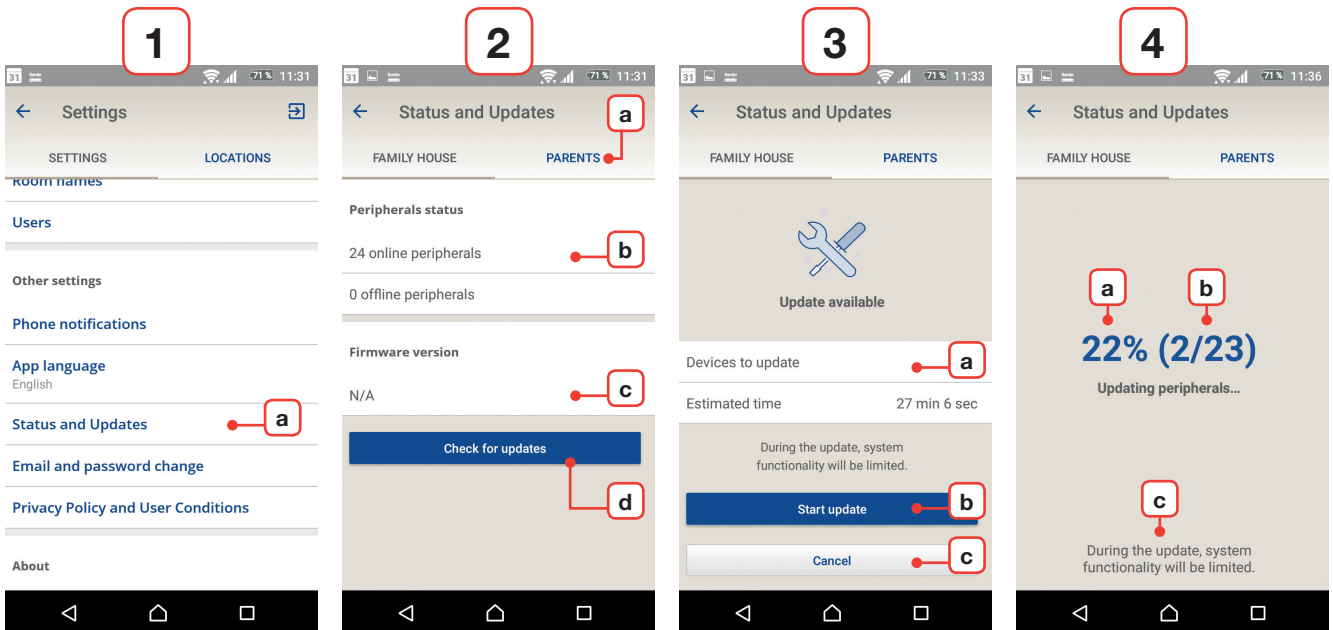 1
31
71%
11:31
Settings
SETTINGS
LOCATIONS
Room names
Users
Other settings
Phone notifications
App language
English
Status and Updates
a
Email and password change
Privacy Policy and User Conditions
About
2
31
71%
11:31
Status and Updates
a
FAMILY HOUSE
PARENTS
Peripherals status
24 online peripherals
b
0 offline peripherals
Firmware version
N/A
c
Check for updates
d
3
31
71%
11:33
Status and Updates
FAMILY HOUSE
PARENTS
Update available
Devices to update
a
Estimated time
27 min 6 sec
During the update, system
functionality will be limited.
Start update
b
Cancel
c
4
31
71%
11:36
Status and Updates
FAMILY HOUSE
PARENTS
a
b
22% (2/23)
Updating peripherals...
c
During the update, system
functionality will be limited.